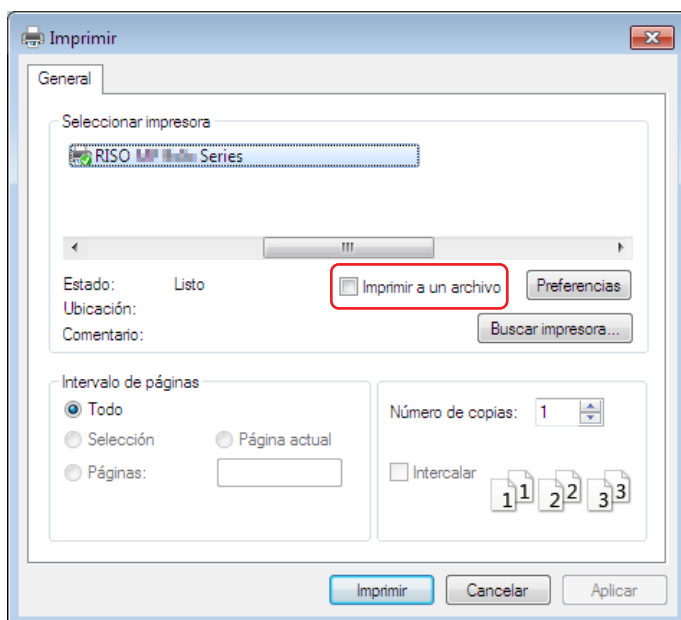 Imprimir
General
Seleccionar impresora
RISO Series
Estado: Listo
Imprimir a un archivo
Preferencias
Ubicación:
Comentario:
Buscar impresora...
Intervalo de páginas
Todo
Selección
Página actual
Páginas:
Número de copias: 1
Intercalar
1 1 2 2 3 3
Imprimir
Cancelar
Aplicar